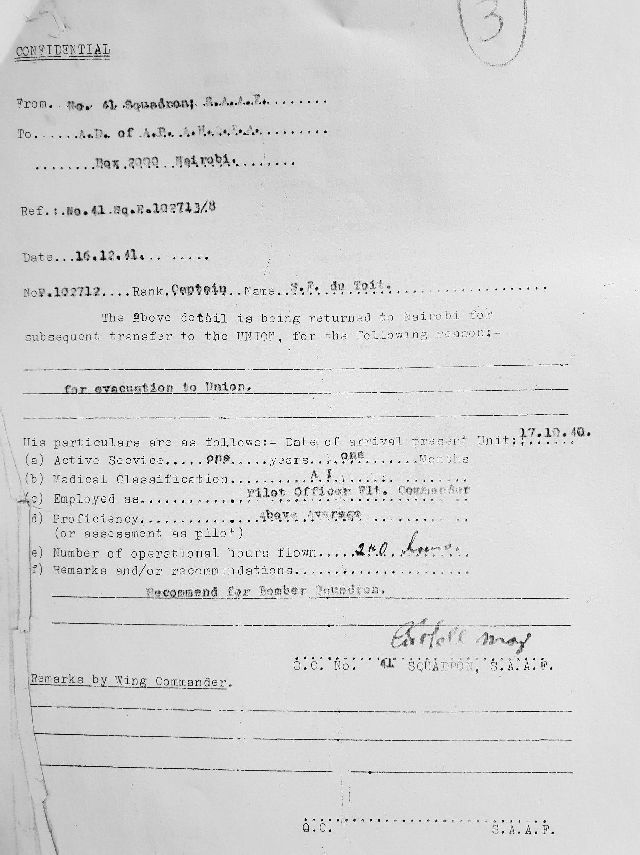 3
CONFIDENTIAL
From. No. 41 Squadron; S.A.A.F.........
To......A.D. of A.P. A.H.........
........Box 2000 Nairobi........
Ref.:.No.41.Sq.P.102713/8
Date...16.12.41.. ......
No P.102712....Rank.Captain..Name..S.F. du Toit...............
The above detail is being returned to Nairobi for
subsequent transfer to the UNION, for the following reason:-
for evacuation to Union.
His particulars are as follows:- Date of arrival present Unit: 17.10.40.
(a) Active Service.....one.....years...one......Months
(b) Medical Classification.........A 1...............
(c) Employed as............Pilot Officer Flt. Commander
d) Proficiency............Above Average............
(or assessment as pilot)
e) Number of operational hours flown....240 hours.
f) Remarks and/or recommendations....................
Recommend for Bomber Squadron.
Maj
O.C. No. 41 SQUADRON, S.A.A.F.
Remarks by Wing Commander.
O.C. S.A.A.F.